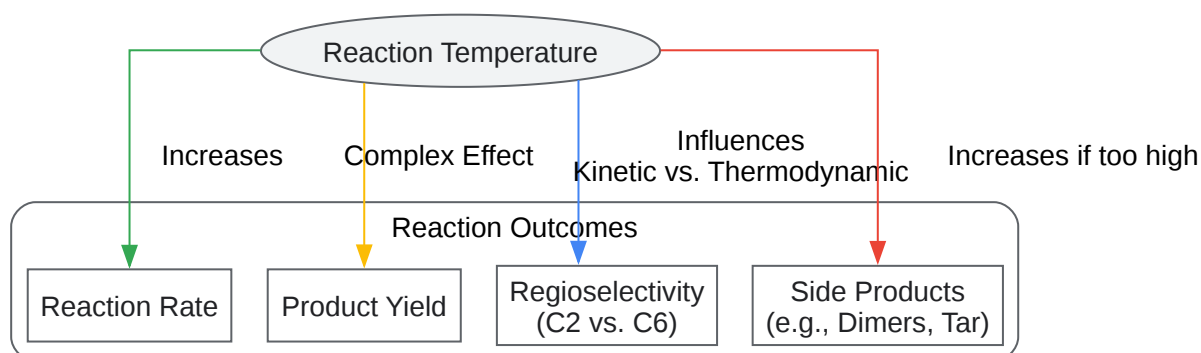 Reaction Temperature
Increases
Complex Effect
Influences
Kinetic vs. Thermodynamic
Increases if too high
Reaction Outcomes
Reaction Rate
Product Yield
Regioselectivity
(C2 vs. C6)
Side Products
(e.g., Dimers, Tar)